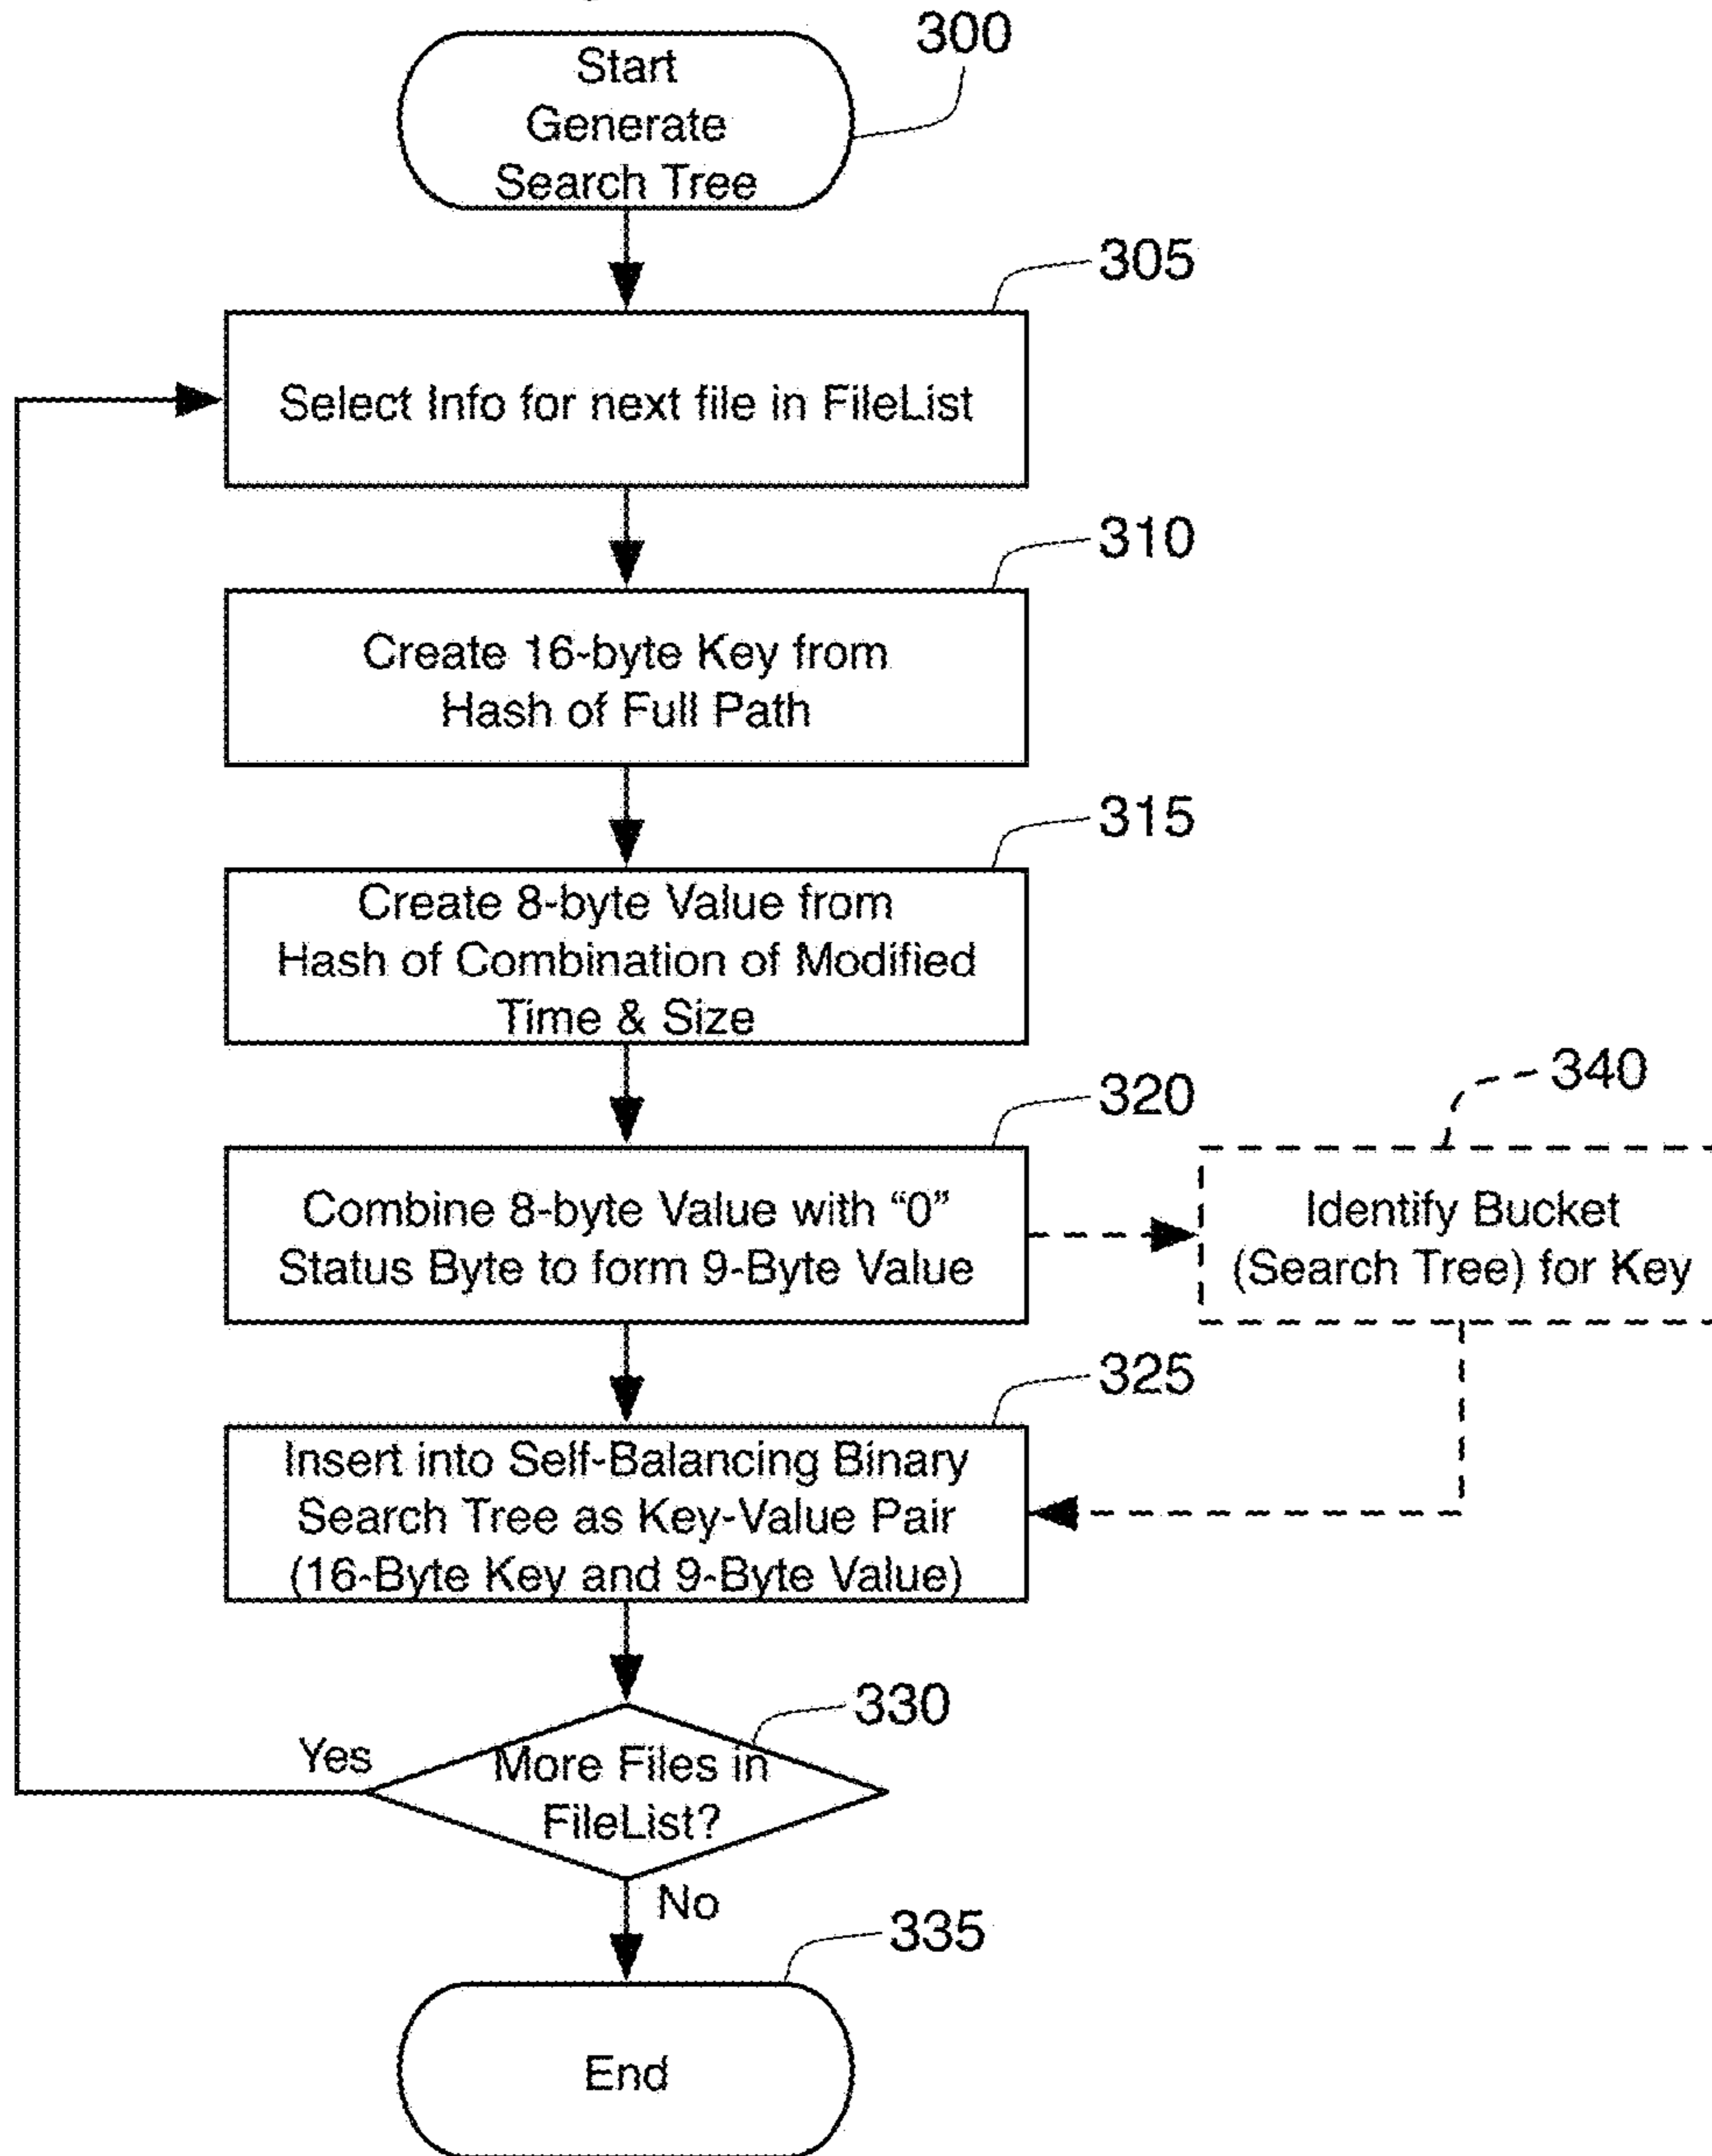 300
Start
Generate
Search Tree
305
Select Info for next file in FileList
310
Create 16-byte Key from
Hash of Full Path
315
Create 8-byte Value from
Hash of Combination of Modified
Time & Size
320
Combine 8-byte Value with “0”
Status Byte to form 9-Byte Value
340
Identify Bucket
(Search Tree) for Key
325
Insert into Self-Balancing Binary
Search Tree as Key-Value Pair
(16-Byte Key and 9-Byte Value)
330
Yes
More Files in
FileList?
No
335
End